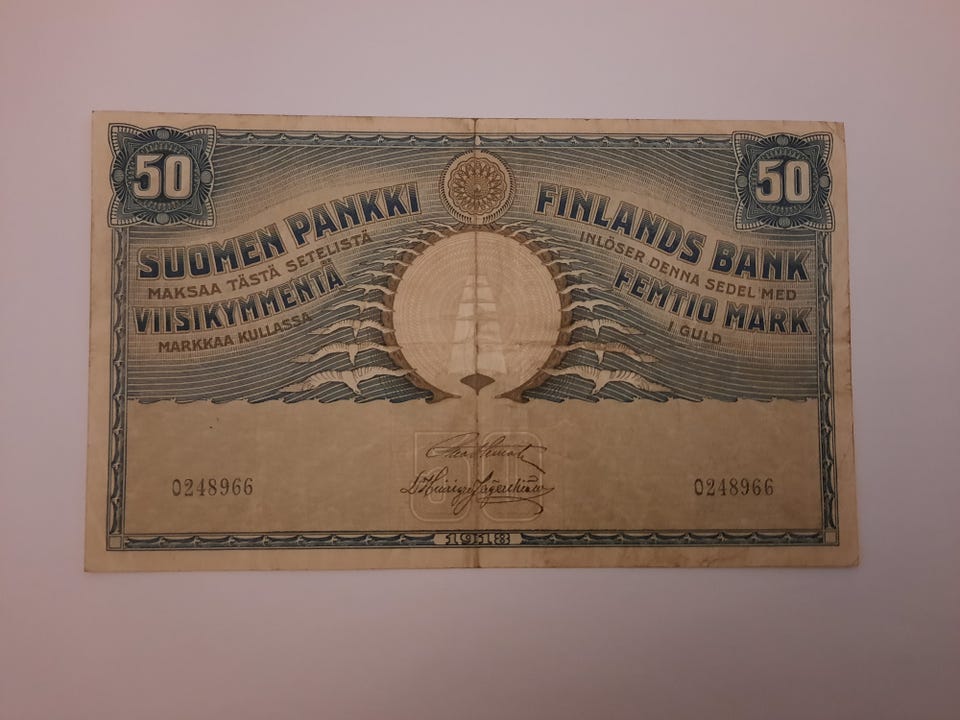 50
50
SUOMEN PANKKI
MAKSAA TÄSTÄ SETELISTÄ
VIISIKYMMENTÄ
MARKKAA KULLASSA
FINLANDS BANK
INLÖSER DENNA SEDEL MED
FEMTIO MARK
I GULD
50
0248966
0248966
1918